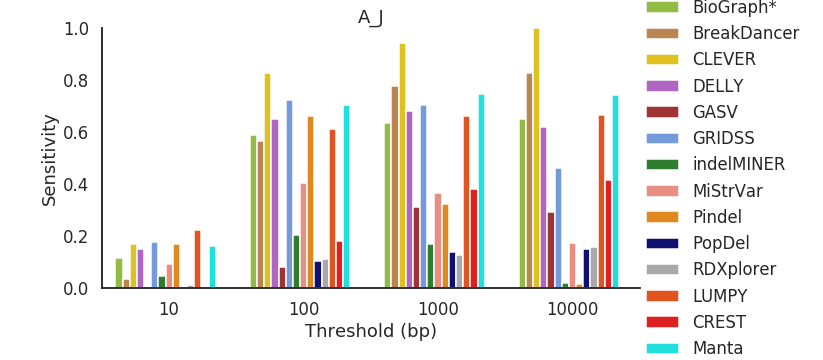 A_J
Sensitivity
1.0
0.8
0.6
0.4
0.2
0.0
10
100
1000
10000
Threshold (bp)
BioGraph*
BreakDancer
CLEVER
DELLY
GASV
GRIDSS
indelMINER
MiStrVar
Pindel
PopDel
RDXplorer
LUMPY
CREST
Manta